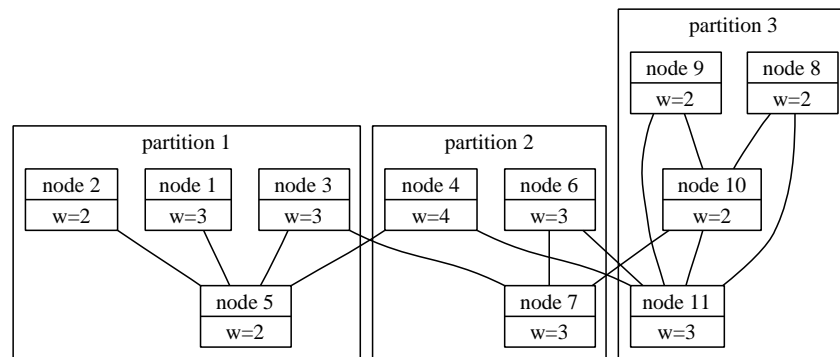 partition 3
node 9
w=2
node 8
w=2
partition 1
partition 2
node 2
w=2
node 1
w=3
node 3
w=3
node 4
w=4
node 6
w=3
node 10
w=2
node 5
w=2
node 7
w=3
node 11
w=3